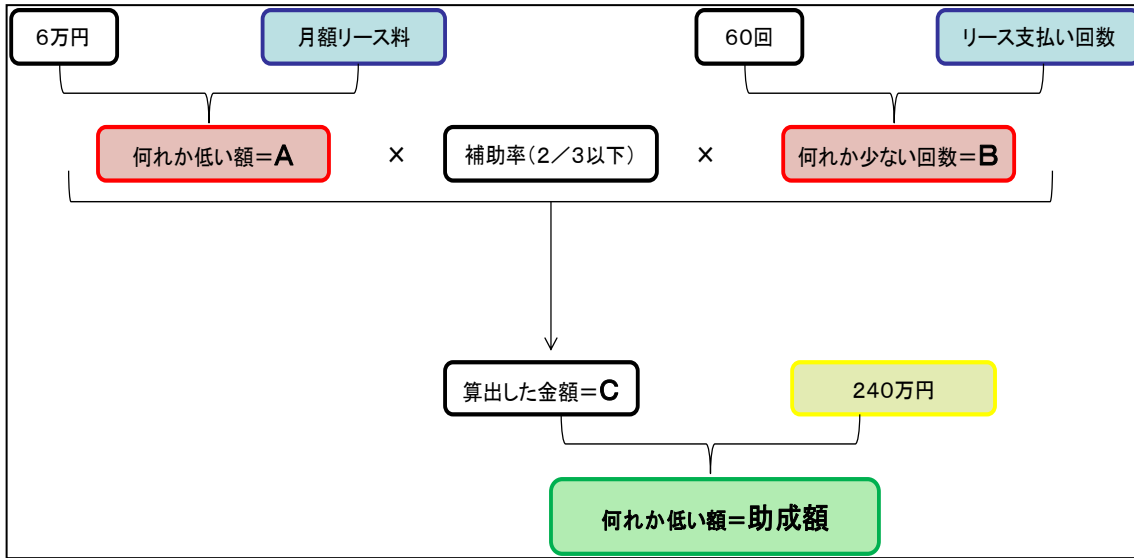 6万円
月額リース料
60回
リース支払い回数
何れか低い額=A
×
補助率(2/3以下)
×
何れか少ない回数=B
算出した金額=C
240万円
何れか低い額=助成額